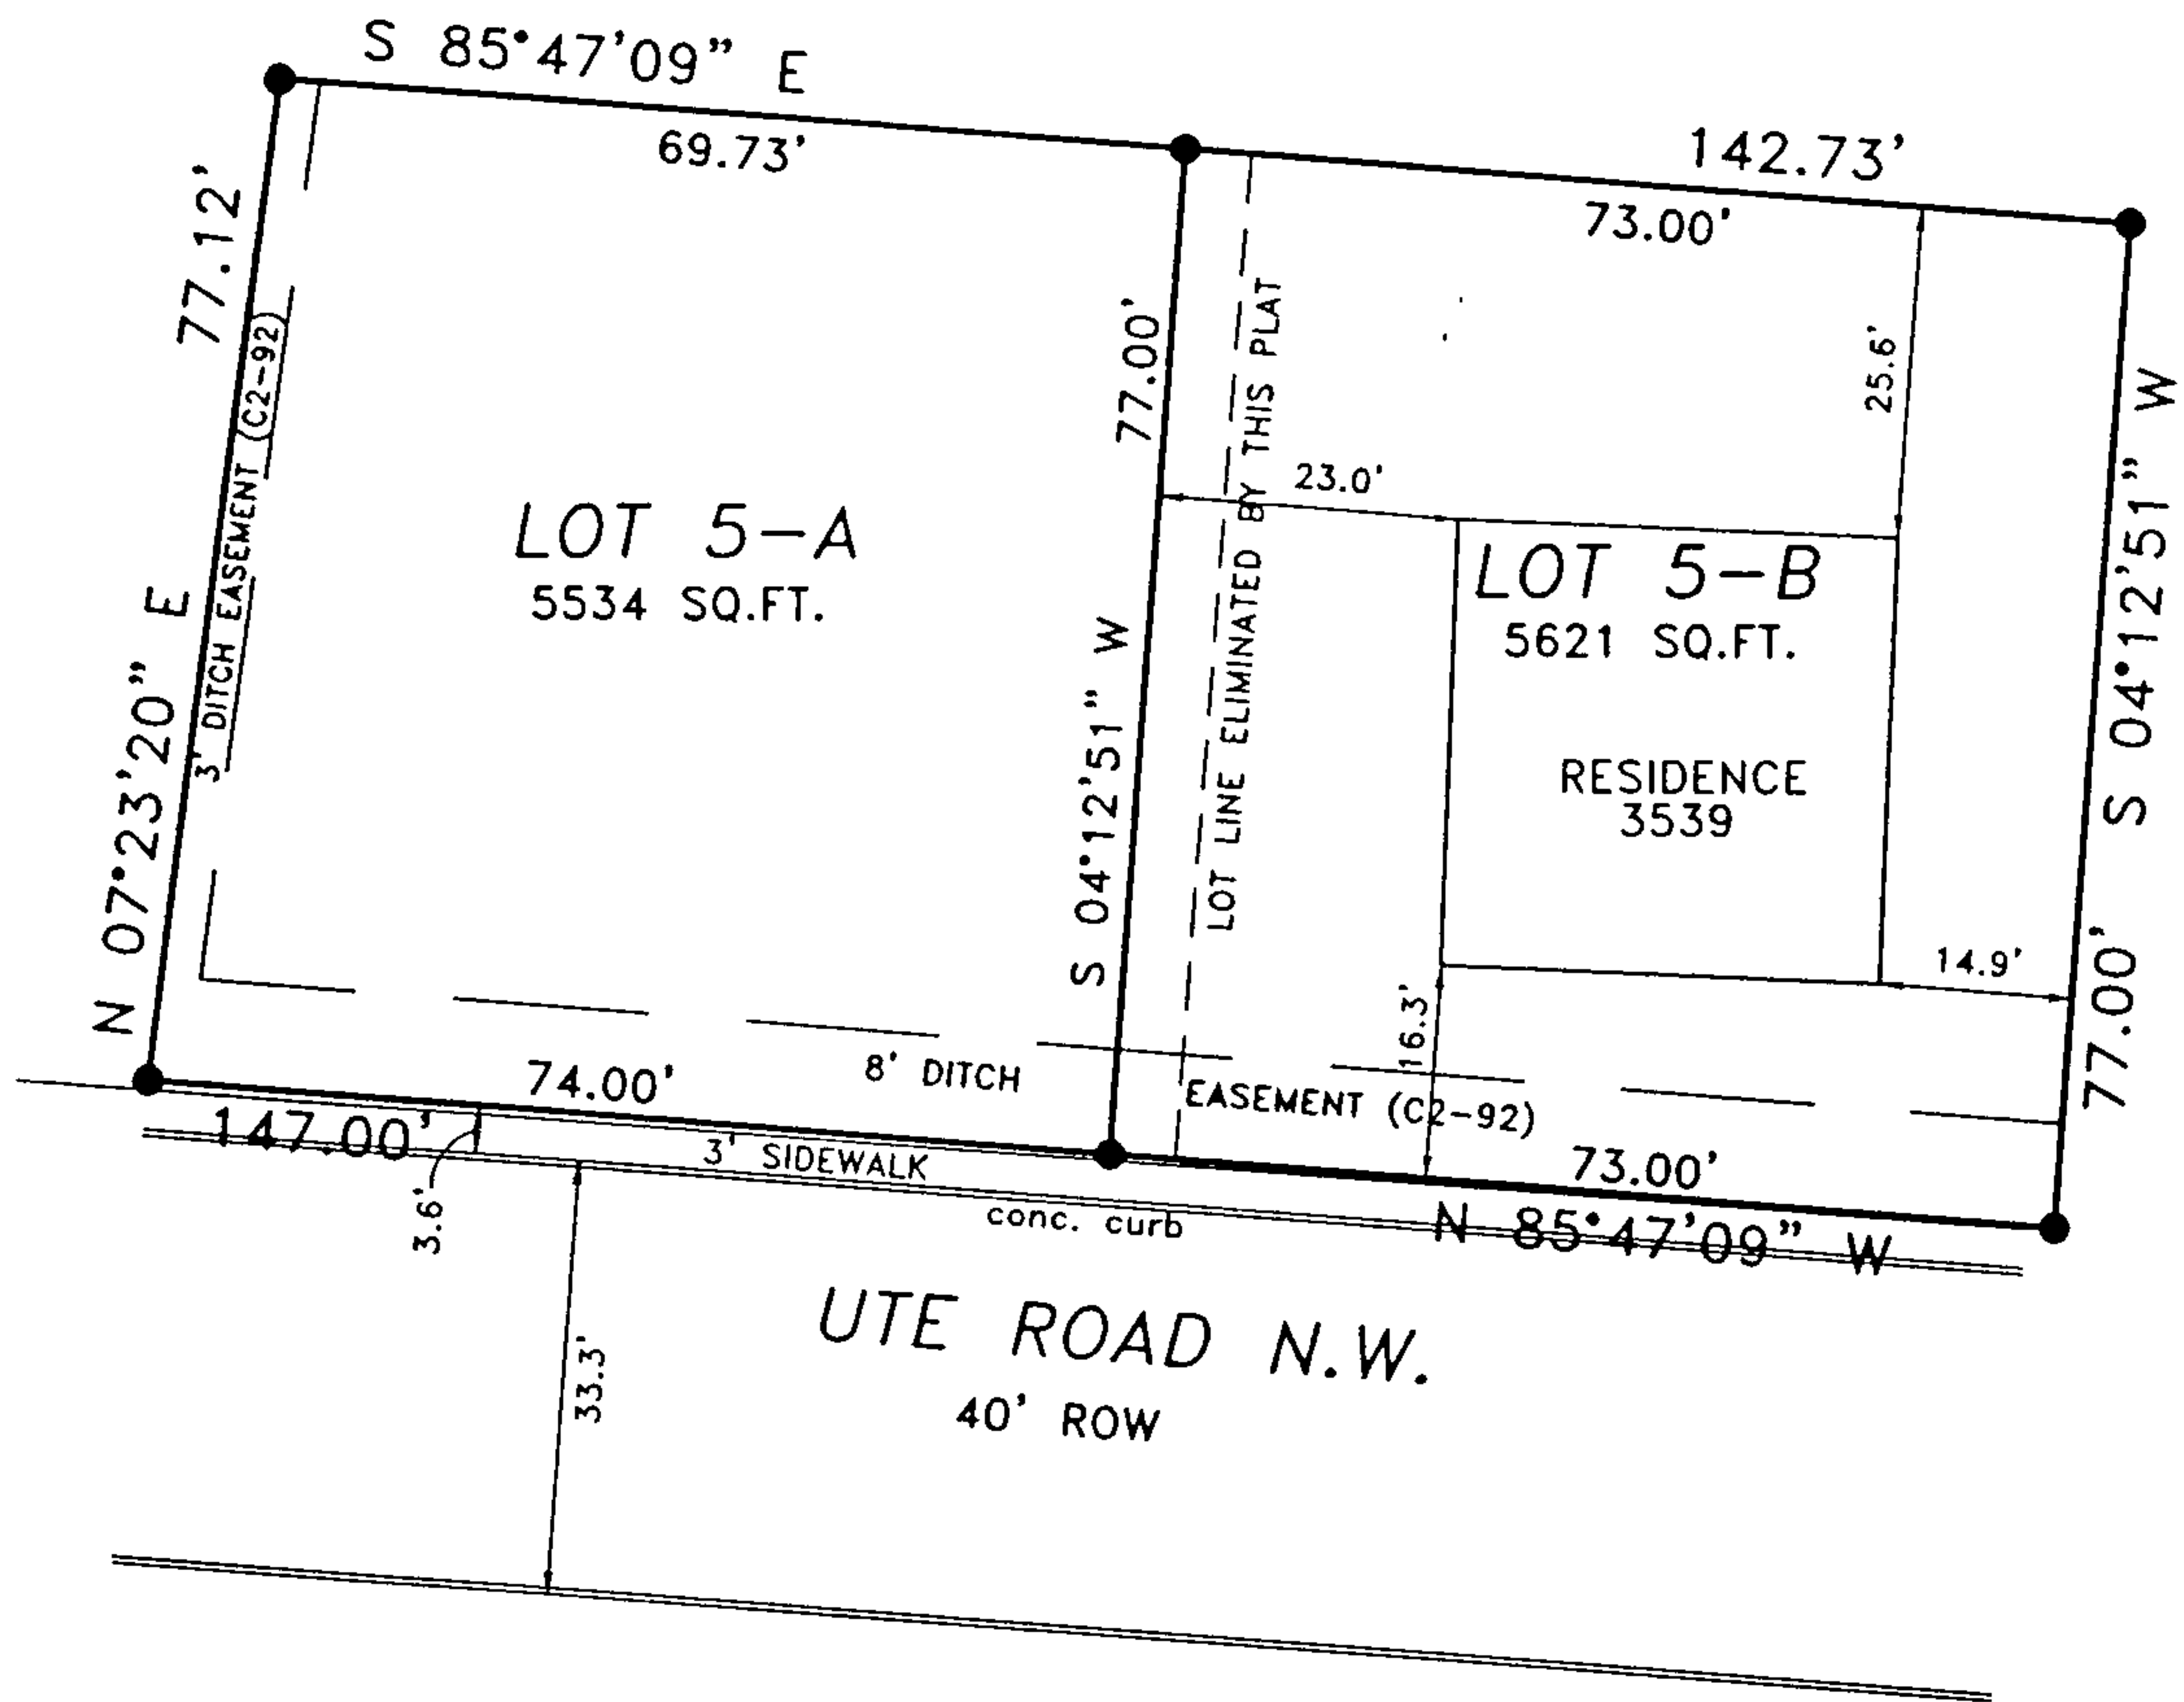 S 85°47'09" E
69.73'
142.73'
73.00'
77.12'
N 07°23'20" E
3' DITCH EASEMENT (C2-92)
LOT 5-A
5534 SQ.FT.
77.00'
S 04°12'51" W
LOT LINE ELIMINATED BY THIS PLAT
23.0'
25.6'
LOT 5-B
5621 SQ.FT.
RESIDENCE
3539
14.9'
16.3'
S 04°12'51" W
77.00'
74.00'
8' DITCH
EASEMENT (C2-92)
147.00'
3' SIDEWALK
73.00'
3.6'
conc. curb
N 85°47'09" W
UTE ROAD N.W.
33.3'
40' ROW